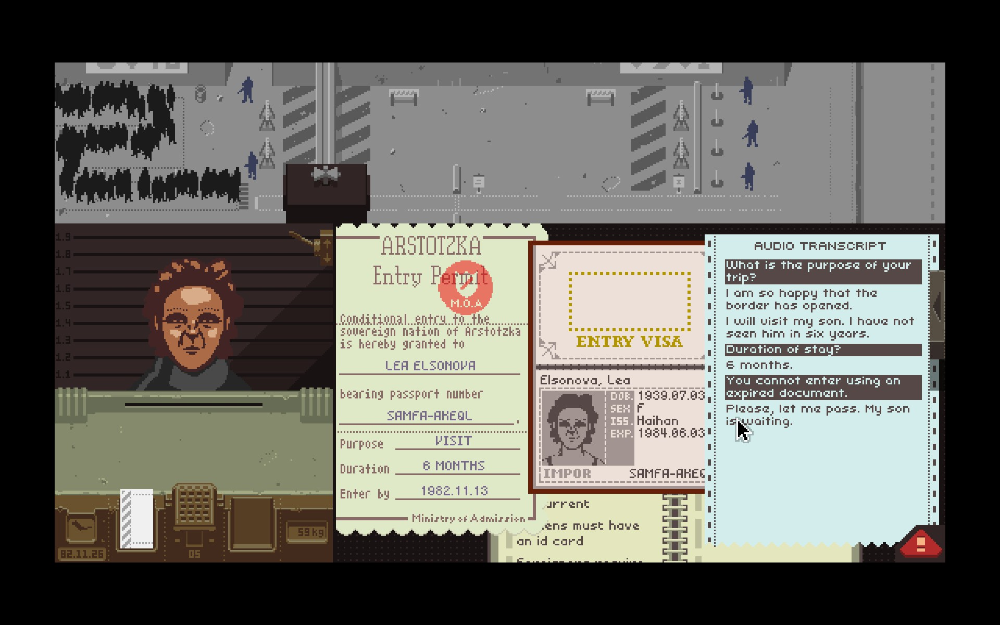 1.9
1.8
1.7
1.6
1.5
1.4
1.3
1.2
1.1
82.11.26
05
59 kg
ARSTOTZKA
Entry Permit
M.O.A
Conditional entry to the
sovereign nation of Arstotzka
is hereby granted to
LEA ELSONOVA
bearing passport number
SAMFA-AKEQL.
Purpose VISIT
Duration 6 MONTHS
Enter by 1982.11.13
Ministry of Admission
ENTRY VISA
Elsonova, Lea
DOB. 1939.07.03
SEX F
ISS. Haihan
EXP. 1984.06.03
IMPOR SAMFA-AKEQ
urrent
ens must have
an id card
AUDIO TRANSCRIPT
What is the purpose of your
trip?
I am so happy that the
border has opened.
I will visit my son. I have not
seen him in six years.
Duration of stay?
6 months.
You cannot enter using an
expired document.
Please, let me pass. My son
is waiting.